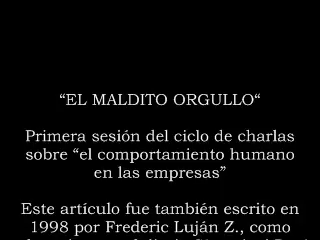 “EL MALDITO ORGULLO“
Primera sesión del ciclo de charlas
sobre “el comportamiento humano
en las empresas”
Este artículo fue también escrito en
1998 por Frederic Luján Z., como